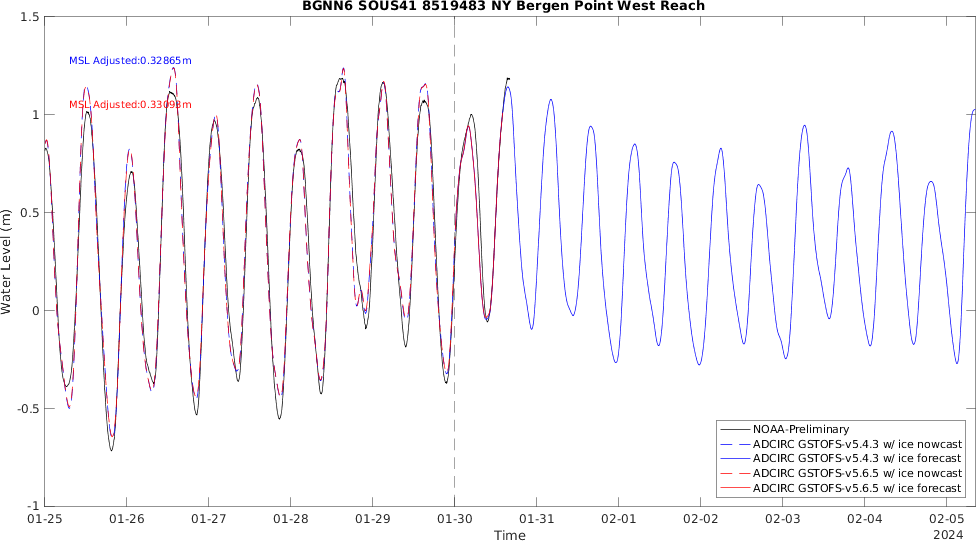 BGNN6 SOUS41 8519483 NY Bergen Point West Reach
1.5
1
0.5
0
-0.5
-1
Water Level (m)
MSL Adjusted:0.32865m
MSL Adjusted:0.33093m
NOAA-Preliminary
ADCIRC GSTOFS-v5.4.3 w/ ice nowcast
ADCIRC GSTOFS-v5.4.3 w/ ice forecast
ADCIRC GSTOFS-v5.6.5 w/ ice nowcast
ADCIRC GSTOFS-v5.6.5 w/ ice forecast
01-25 01-26 01-27 01-28 01-29 01-30 01-31 02-01 02-02 02-03 02-04 02-05
Time
2024